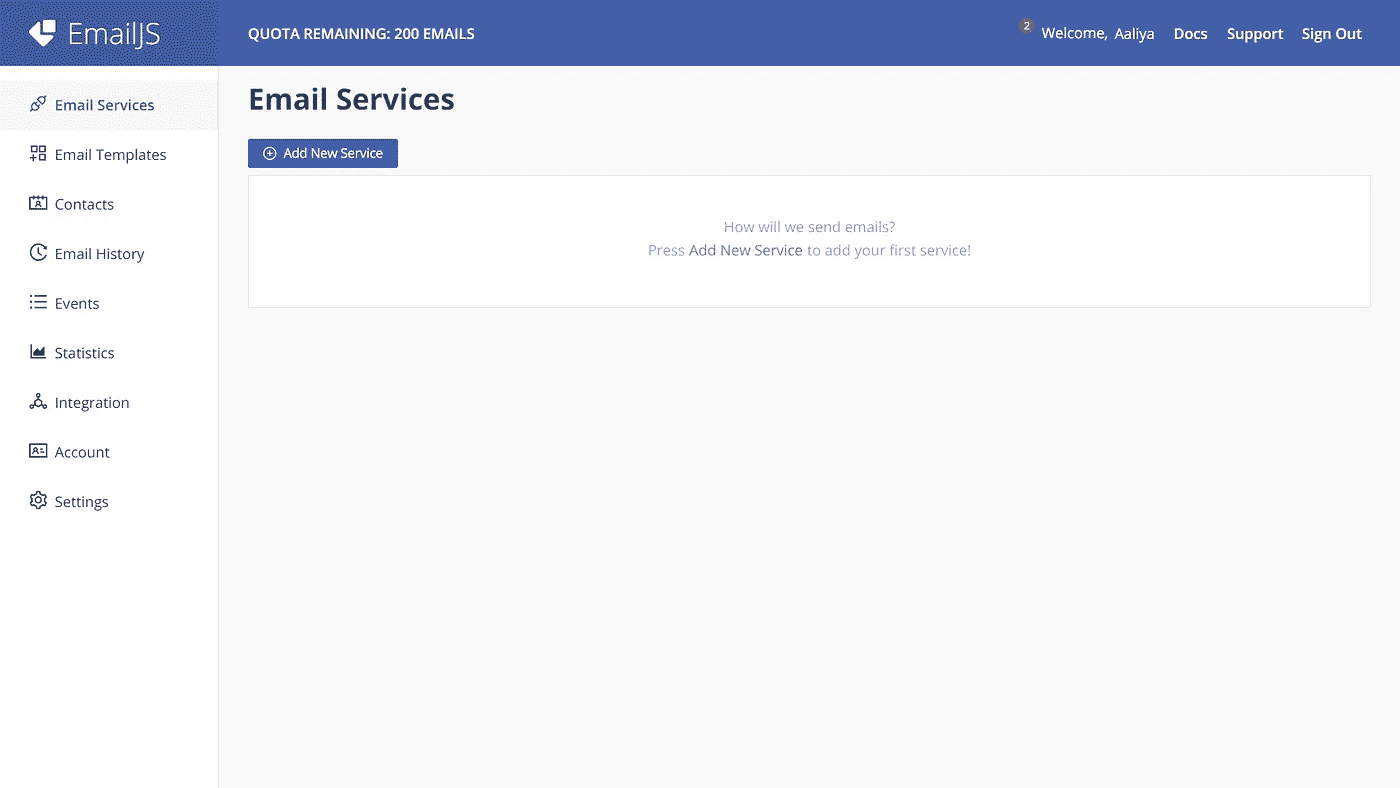 EmailJS
QUOTA REMAINING: 200 EMAILS
2
Welcome, Aaliya
Docs
Support
Sign Out
Email Services
Email Templates
Contacts
Email History
Events
Statistics
Integration
Account
Settings
Email Services
Add New Service
How will we send emails?
Press Add New Service to add your first service!